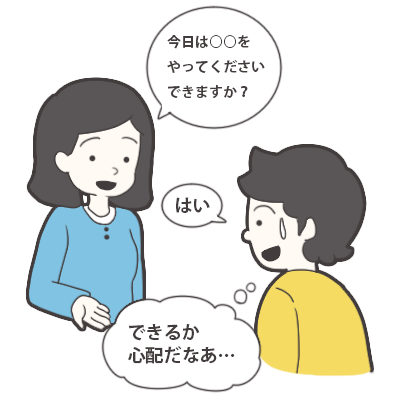 今日は○○を
やってください
できますか？
はい
できるか
心配だなあ…